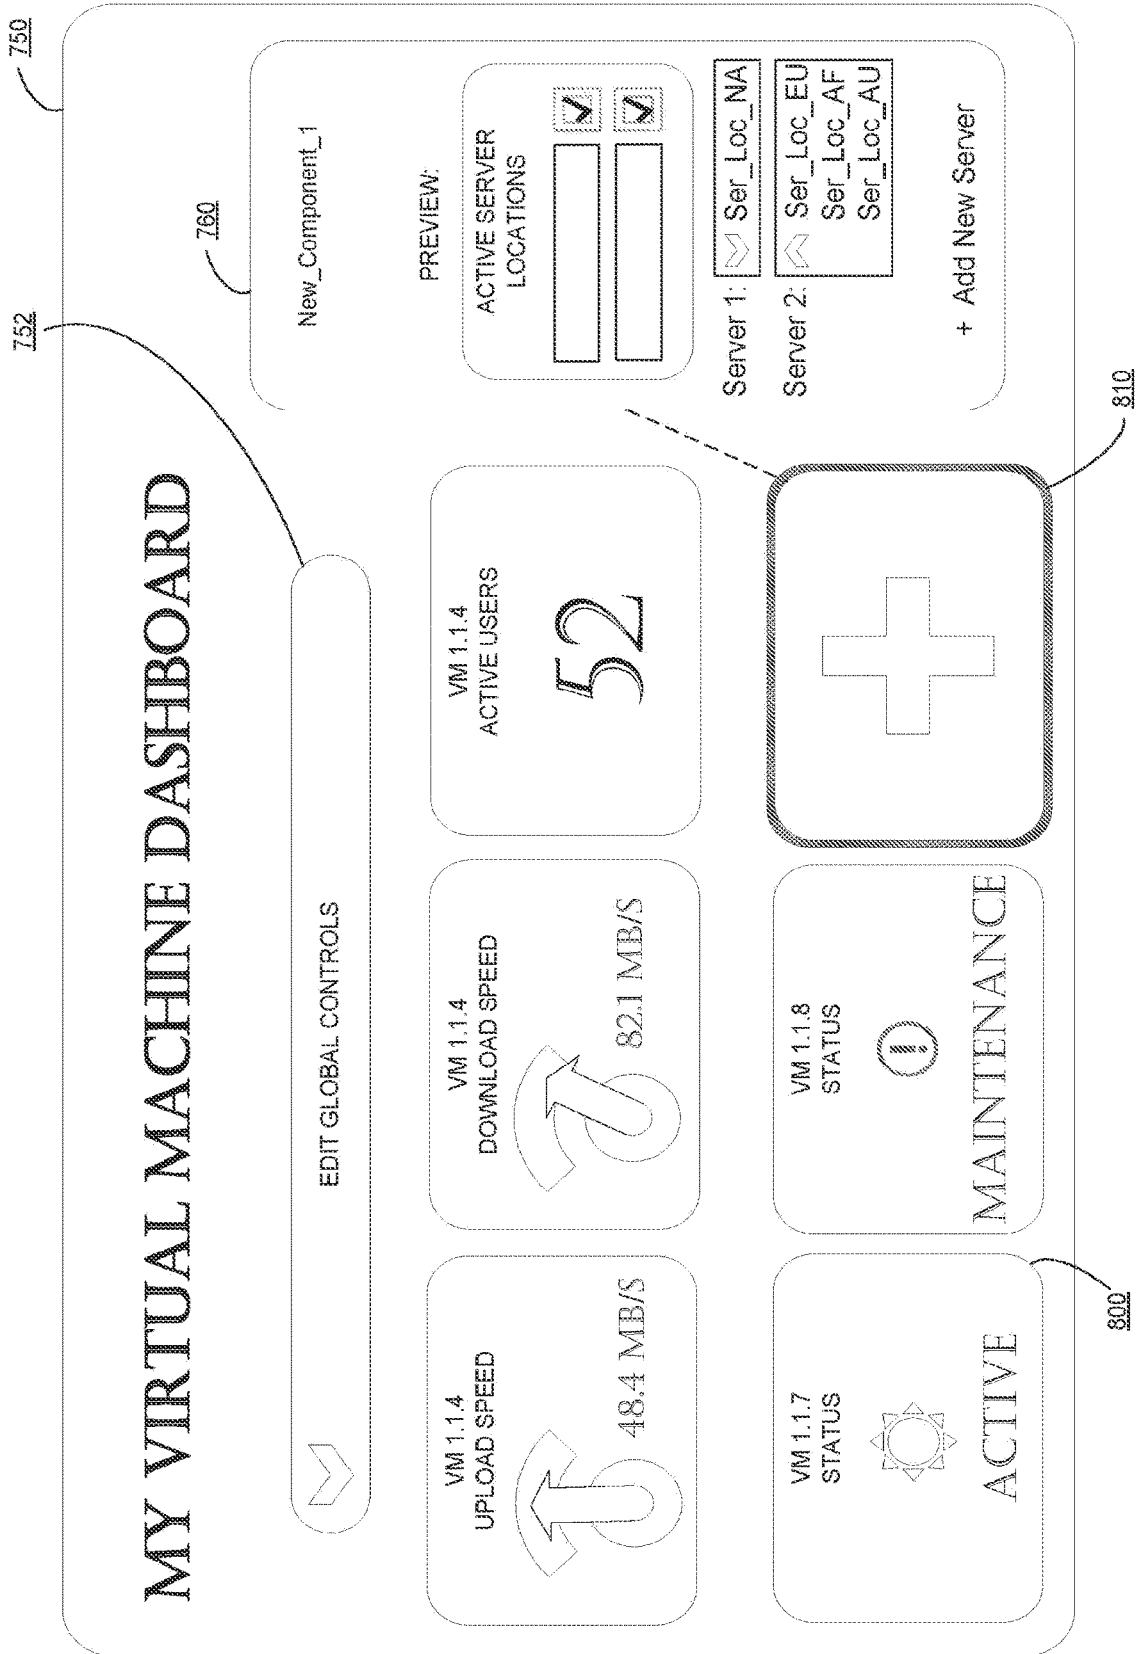 750
MY VIRTUAL MACHINE DASHBOARD
752
EDIT GLOBAL CONTROLS
760
New_Component_1
PREVIEW:
ACTIVE SERVER
LOCATIONS
Server 1: Ser_Loc_NA
Server 2: Ser_Loc_EU
Ser_Loc_AF
Ser_Loc_AU
+ Add New Server
VM 1.1.4
UPLOAD SPEED
48.4 MB/S
VM 1.1.4
DOWNLOAD SPEED
82.1 MB/S
VM 1.1.4
ACTIVE USERS
52
VM 1.1.7
STATUS
ACTIVE
800
VM 1.1.8
STATUS
!
MAINTENANCE
810